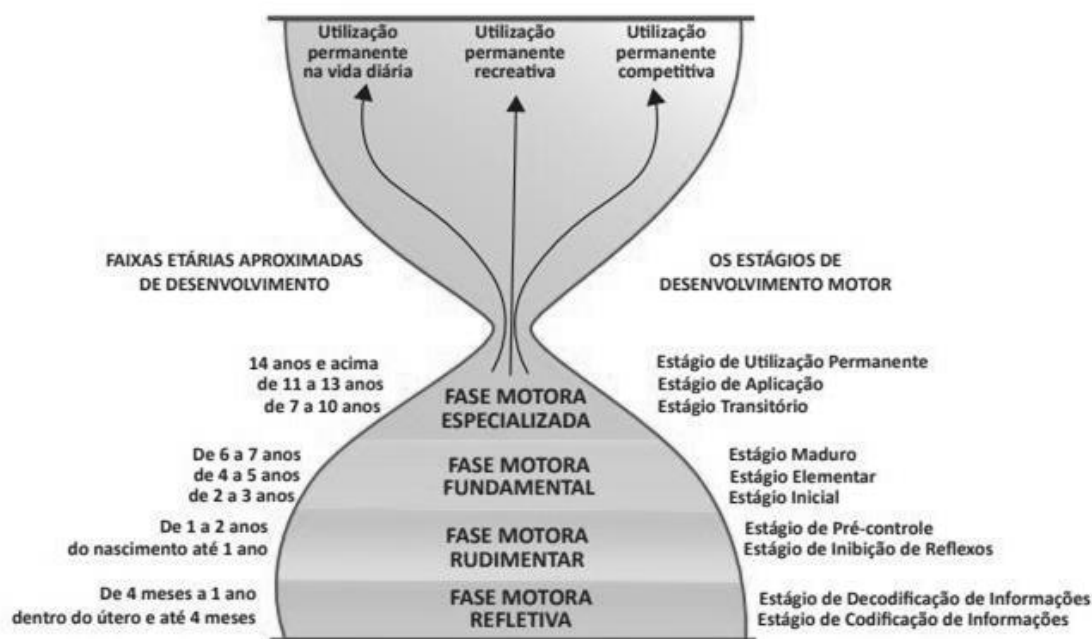 Utilização
permanente
na vida diária
Utilização
permanente
recreativa
Utilização
permanente
competitiva
FAIXAS ETÁRIAS APROXIMADAS
DE DESENVOLVIMENTO
OS ESTÁGIOS DE
DESENVOLVIMENTO MOTOR
14 anos e acima
de 11 a 13 anos
de 7 a 10 anos
FASE MOTORA
ESPECIALIZADA
Estágio de Utilização Permanente
Estágio de Aplicação
Estágio Transitório
De 6 a 7 anos
de 4 a 5 anos
de 2 a 3 anos
FASE MOTORA
FUNDAMENTAL
Estágio Maduro
Estágio Elementar
Estágio Inicial
De 1 a 2 anos
do nascimento até 1 ano
FASE MOTORA
RUDIMENTAR
Estágio de Pré-controle
Estágio de Inibição de Reflexos
De 4 meses a 1 ano
dentro do útero e até 4 meses
FASE MOTORA
REFLETIVA
Estágio de Decodificação de Informações
Estágio de Codificação de Informações